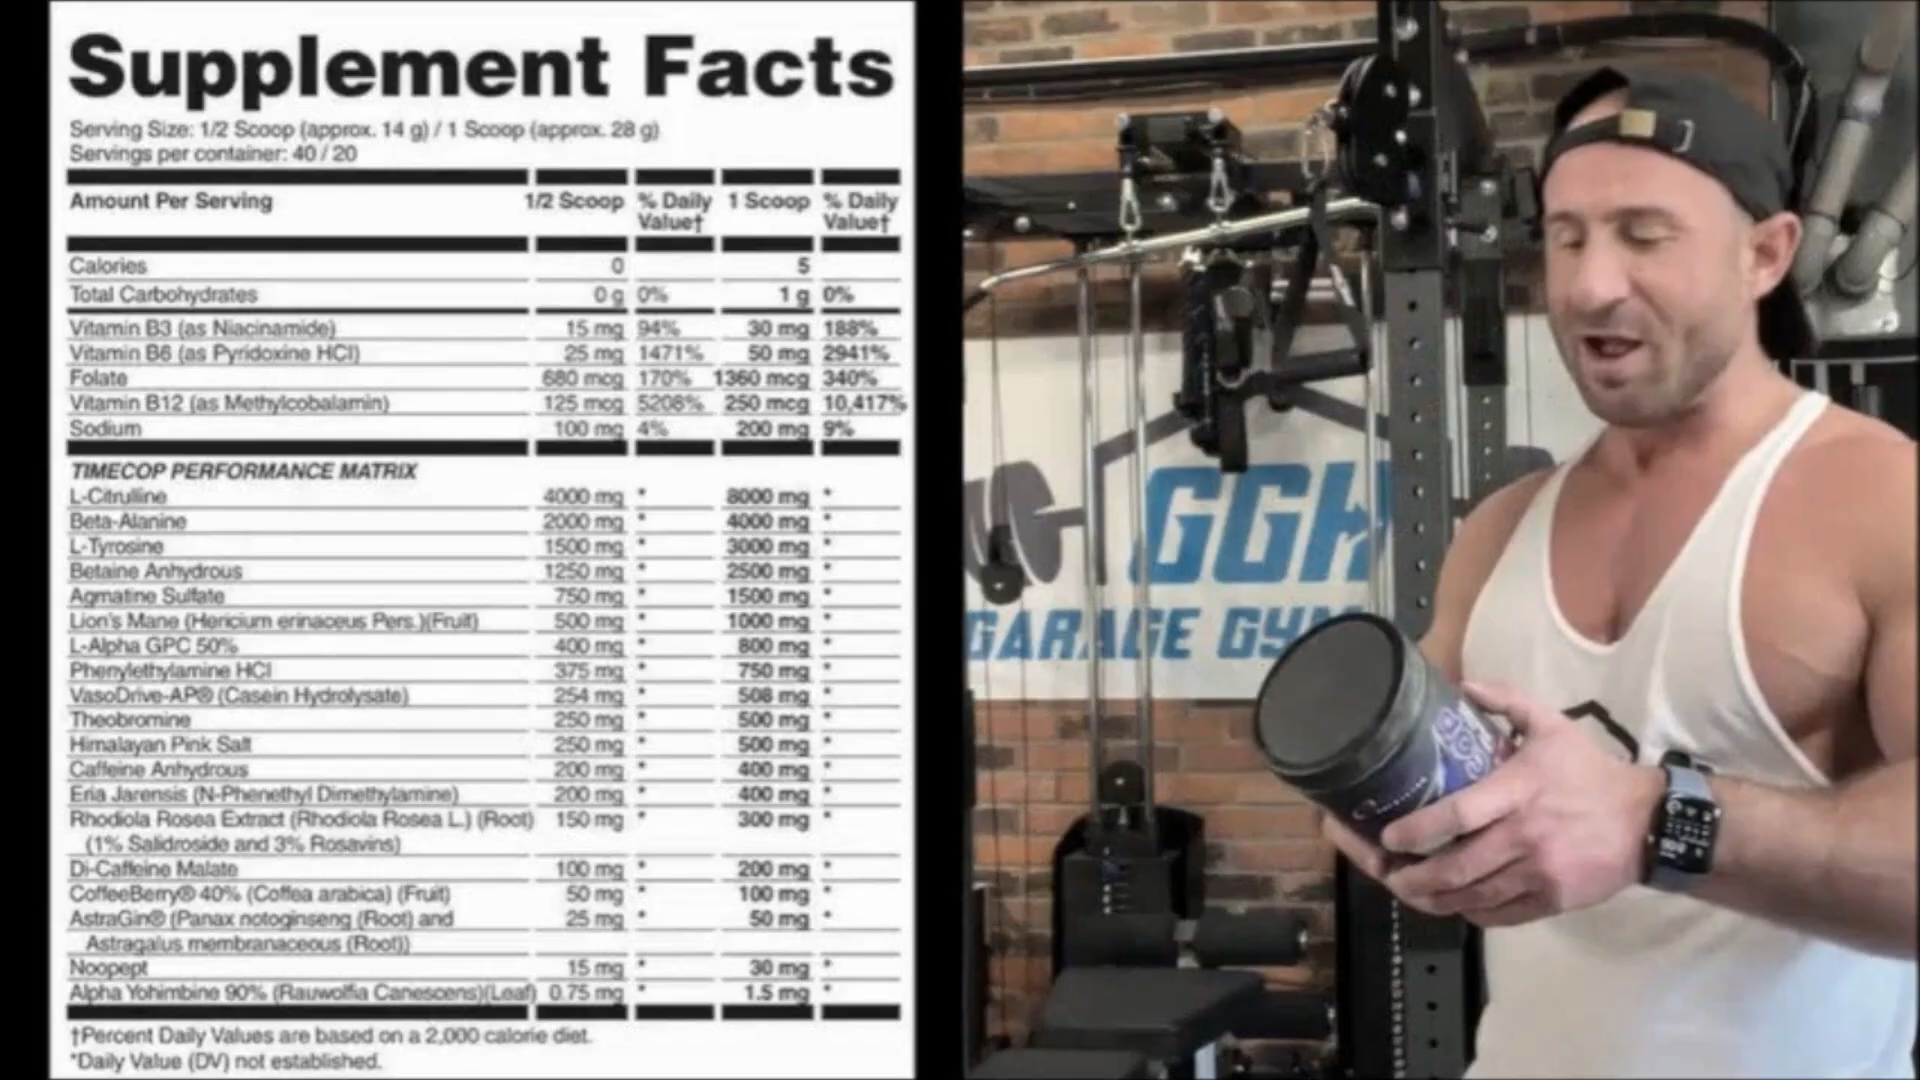 Supplement Facts
Serving Size: 1/2 Scoop (approx. 14 g) / 1 Scoop (approx. 28 g)
Servings per container: 40 / 20
Amount Per Serving 1/2 Scoop % Daily Value† 1 Scoop % Daily Value†
Calories 0 5
Total Carbohydrates 0 g 0% 1 g 0%
Vitamin B3 (as Niacinamide) 15 mg 94% 30 mg 188%
Vitamin B6 (as Pyridoxine HCl) 25 mg 1471% 50 mg 2941%
Folate 680 mcg 170% 1360 mcg 340%
Vitamin B12 (as Methylcobalamin) 125 mcg 5208% 250 mcg 10,417%
Sodium 100 mg 4% 200 mg 9%
TIMECOP PERFORMANCE MATRIX
L-Citrulline 4000 mg * 8000 mg *
Beta-Alanine 2000 mg * 4000 mg *
L-Tyrosine 1500 mg * 3000 mg *
Betaine Anhydrous 1250 mg * 2500 mg *
Agmatine Sulfate 750 mg * 1500 mg *
Lion's Mane (Hericium erinaceus Pers.)(Fruit) 500 mg * 1000 mg *
L-Alpha GPC 50% 400 mg * 800 mg *
Phenylethylamine HCl 375 mg * 750 mg *
VasoDrive-AP® (Casein Hydrolysate) 254 mg * 508 mg *
Theobromine 250 mg * 500 mg *
Himalayan Pink Salt 250 mg * 500 mg *
Caffeine Anhydrous 200 mg * 400 mg *
Eria Jarensis (N-Phenethyl Dimethylamine) 200 mg * 400 mg *
Rhodiola Rosea Extract (Rhodiola Rosea L.) (Root) 150 mg * 300 mg *
(1% Salidroside and 3% Rosavins)
Di-Caffeine Malate 100 mg * 200 mg *
CoffeeBerry® 40% (Coffea arabica) (Fruit) 50 mg * 100 mg *
AstraGin® (Panax notoginseng (Root) and 25 mg * 50 mg *
Astragalus membranaceous (Root))
Noopept 15 mg * 30 mg *
Alpha Yohimbine 90% (Rauwolfia Canescens)(Leaf) 0.75 mg * 1.5 mg *
†Percent Daily Values are based on a 2,000 calorie diet.
*Daily Value (DV) not established.
GGH
GARAGE GYM